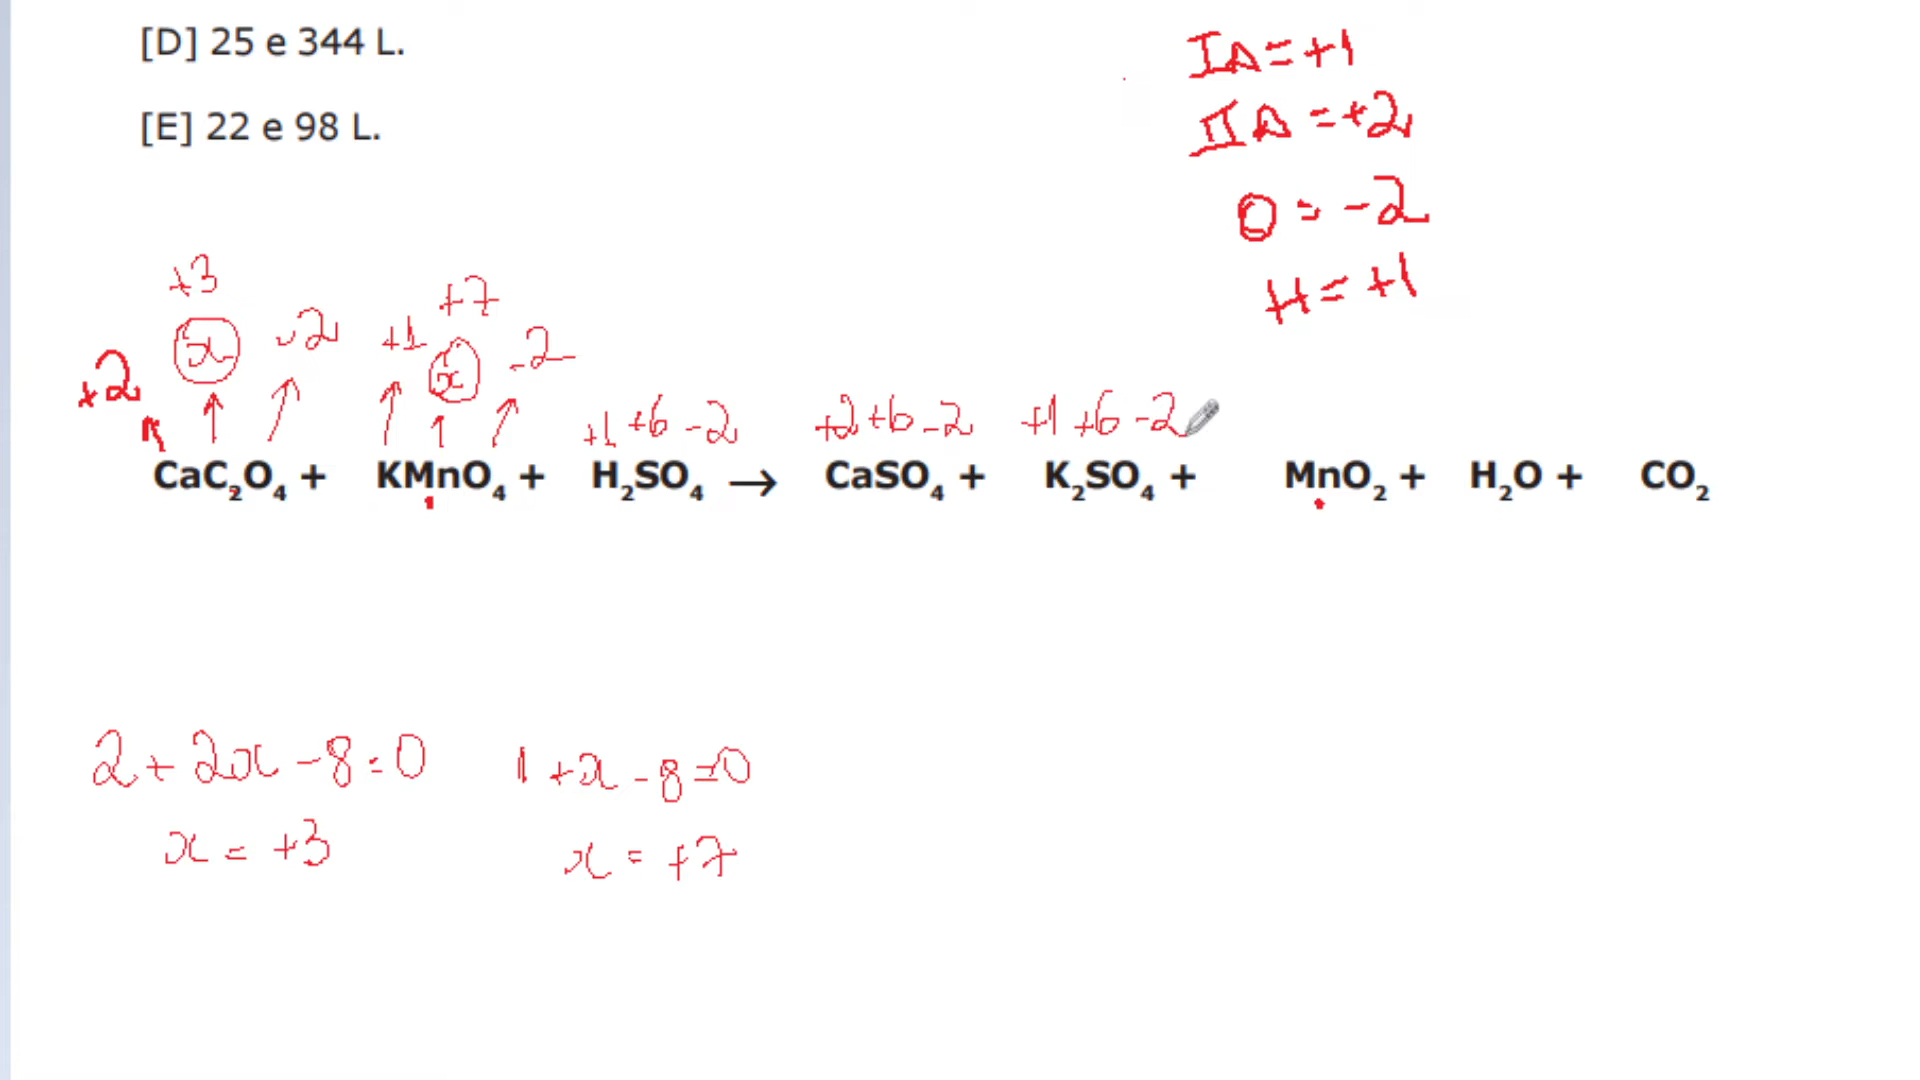 [D] 25 e 344 L.
[E] 22 e 98 L.
IA=+1
IIA=+2
O=-2
H=+1
+3 +7
+2 x -2 +1 x -2 +1 +6 -2 +2 +6 -2 +1 +6 -2
CaC₂O₄ + KMnO₄ + H₂SO₄ → CaSO₄ + K₂SO₄ + MnO₂ + H₂O + CO₂
2+2x-8=0 1+x-8=0
x=+3 x=+7